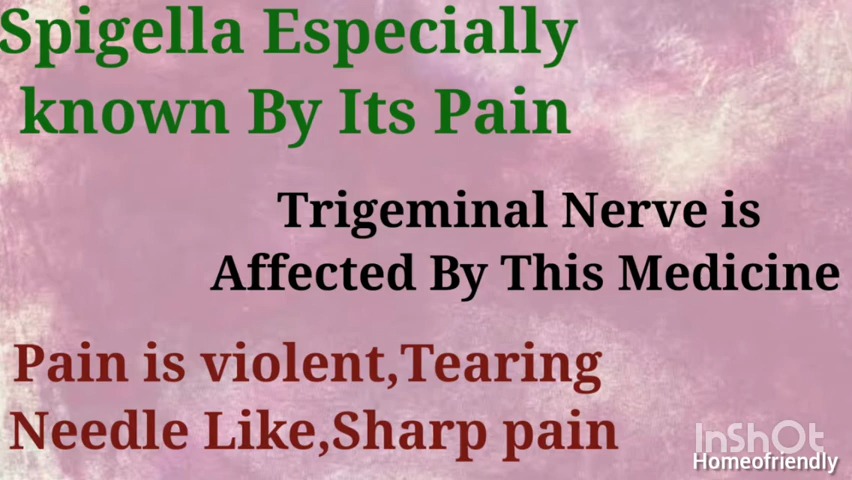 Spigella Especially
known By Its Pain
Trigeminal Nerve is
Affected By This Medicine
Pain is violent,Tearing
Needle Like,Sharp pain
InShOt
Homeofriendly